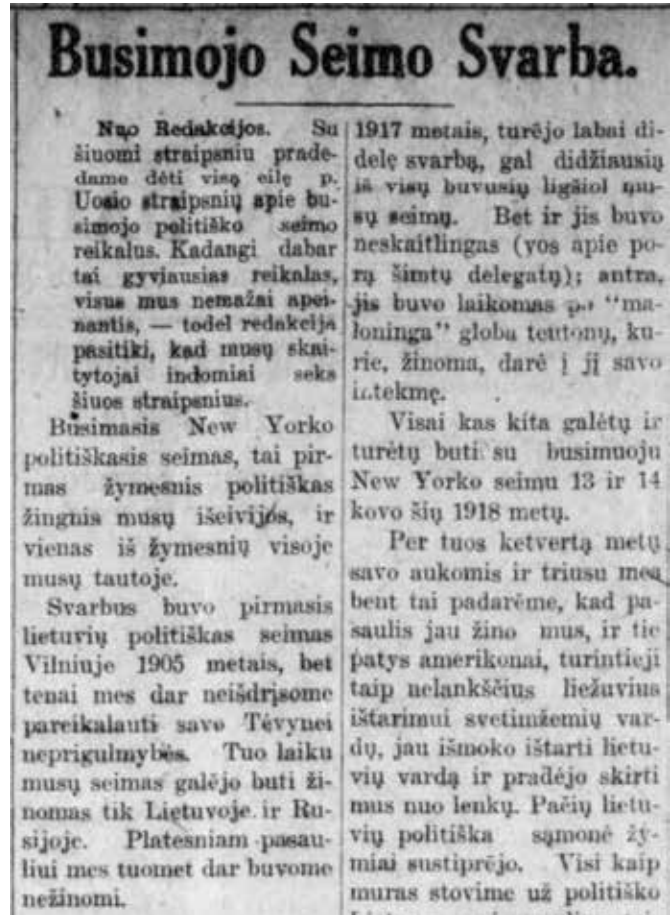 Busimojo Seimo Svarba.
Nuo Redakcijos. Su
šiuomi straipsniu prade-
dame dėti visą eilę p.
Uosio straipsnių apie bu-
simojo politiško seimo
reikalus. Kadangi dabar
tai gyviausias reikalas,
visus mus nemažai apei-
nantis, — todel redakcija
pasitiki, kad musų skai-
tytojai indomiai seks
šiuos straipsnius.
Busimasis New Yorko
politiškasis seimas, tai pir-
mas žymesnis politiškas
žingnis musų išeivijos, ir
vienas iš žymesnių visoje
musų tautoje.
Svarbus buvo pirmasis
lietuvių politiškas seimas
Vilniuje 1905 metais, bet
tenai mes dar neišdrįsome
pareikalauti savo Tėvynei
neprigulmybės. Tuo laiku
musų seimas galėjo buti ži-
nomas tik Lietuvoje ir Ru-
sijoje. Platesniam pasau-
liui mes tuomet dar buvome
nežinomi.
1917 metais, turėjo labai di-
delę svarbą, gal didžiausią
iš visų buvusių ligšiol mu-
sų seimų. Bet ir jis buvo
neskaitlingas (vos apie po-
rą šimtų delegatų); antra,
jis buvo laikomas po "ma-
loninga" globa teutonų, ku-
rie, žinoma, darė į jį savo
intekmę.
Visai kas kita galėtų ir
turėtų buti su busimuoju
New Yorko seimu 13 ir 14
kovo šių 1918 metų.
Per tuos ketvertą metų
savo aukomis ir triusu mes
bent tai padarėme, kad pa-
saulis jau žino mus, ir tie
patys amerikonai, turintieji
taip nelankščius liežuvius
ištarimui svetimžemių var-
dų, jau išmoko ištarti lietu-
vių vardą ir pradėjo skirti
mus nuo lenkų. Pačių lietu-
vių politiška sąmonė žy-
miai sustiprėjo. Visi kaip
muras stovime už politiško